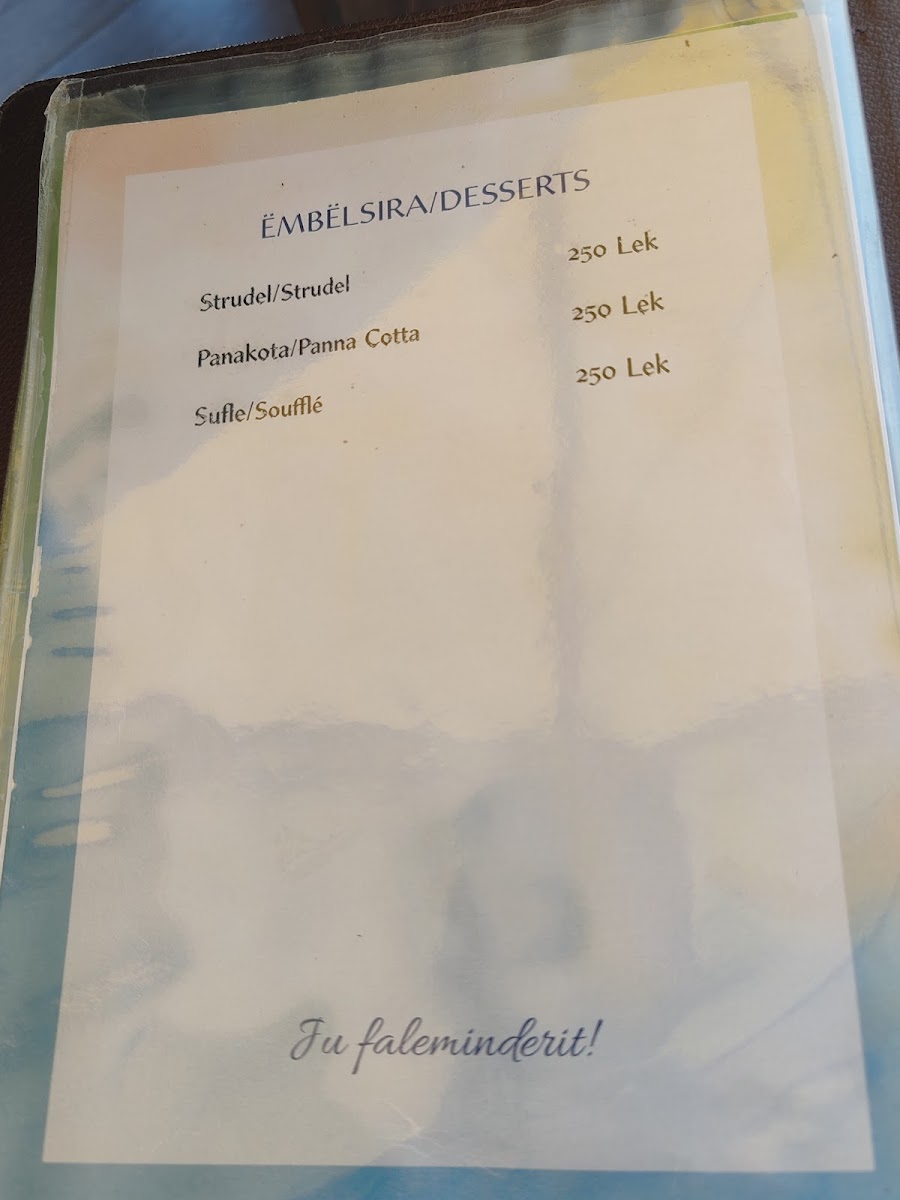 ËMBËLSIRA/DESSERTS
Strudel/Strudel 250 Lek
Panakota/Panna Cotta 250 Lek
Sufle/Soufflé 250 Lek
Ju faleminderit!